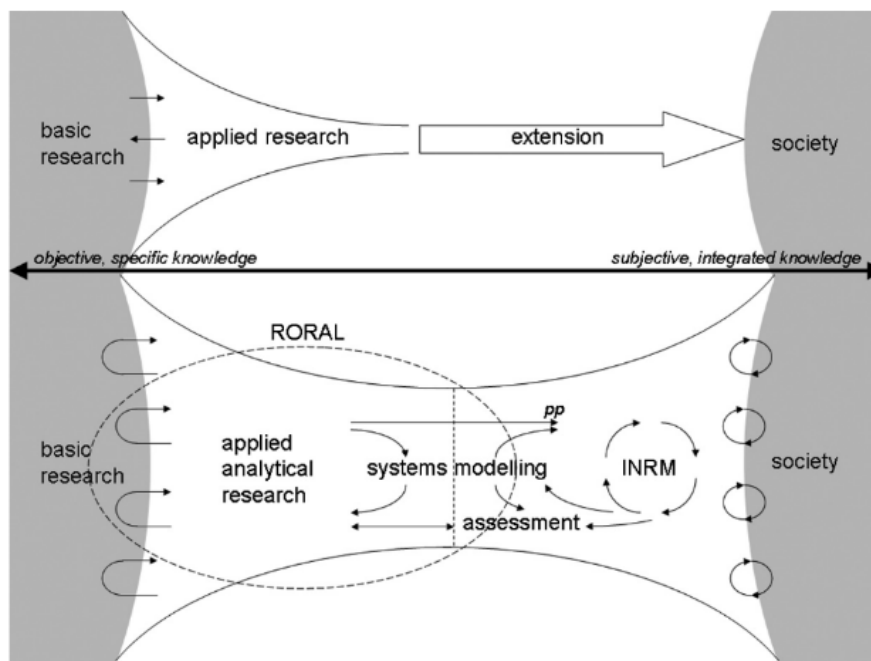 basic
research
applied research
extension
society
objective, specific knowledge
subjective, integrated knowledge
RORAL
pp
basic
research
applied
analytical
research
systems modelling
INRM
society
assessment